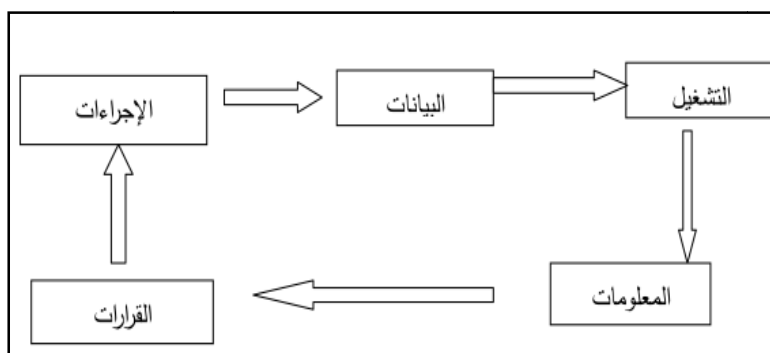 التشغيل
البيانات
الإجراءات
المعلومات
القرارات